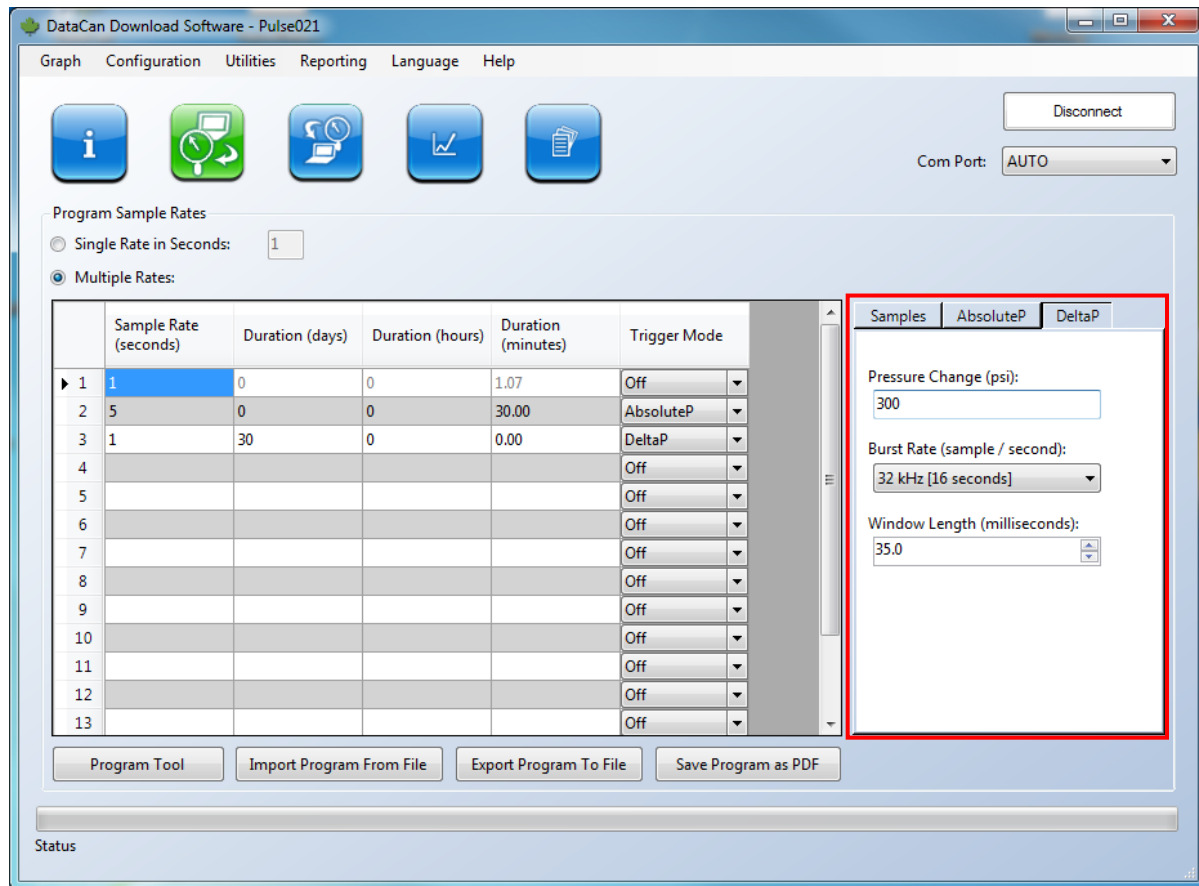 DataCan Download Software - Pulse021
Graph Configuration Utilities Reporting Language Help
i
Disconnect
Com Port: AUTO
Program Sample Rates
Single Rate in Seconds: 1
Multiple Rates:
Sample Rate (seconds) Duration (days) Duration (hours) Duration (minutes) Trigger Mode
1 1 0 0 1.07 Off
2 5 0 0 30.00 AbsoluteP
3 1 30 0 0.00 DeltaP
4 Off
5 Off
6 Off
7 Off
8 Off
9 Off
10 Off
11 Off
12 Off
13 Off
Samples AbsoluteP DeltaP
Pressure Change (psi):
300
Burst Rate (sample / second):
32 kHz [16 seconds]
Window Length (milliseconds):
35.0
Program Tool Import Program From File Export Program To File Save Program as PDF
Status